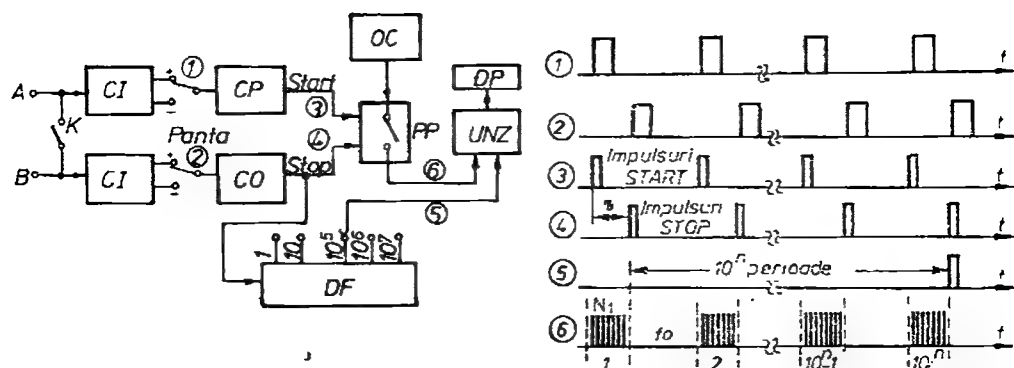 OC
A
CI
+
-
①
CP
Start
③
④
PP
DP
UNZ
K
Panta
②
B
CI
+
-
CO
Stop
⑥
⑤
1
10
10⁵
10⁶
10⁷
DF
① t
② t
③ Impulsuri START t
④ Impulsuri STOP t
⑤ 10ⁿ perioade t
⑥ N₁ fo t
1 2 10ⁿ-1 10ⁿ